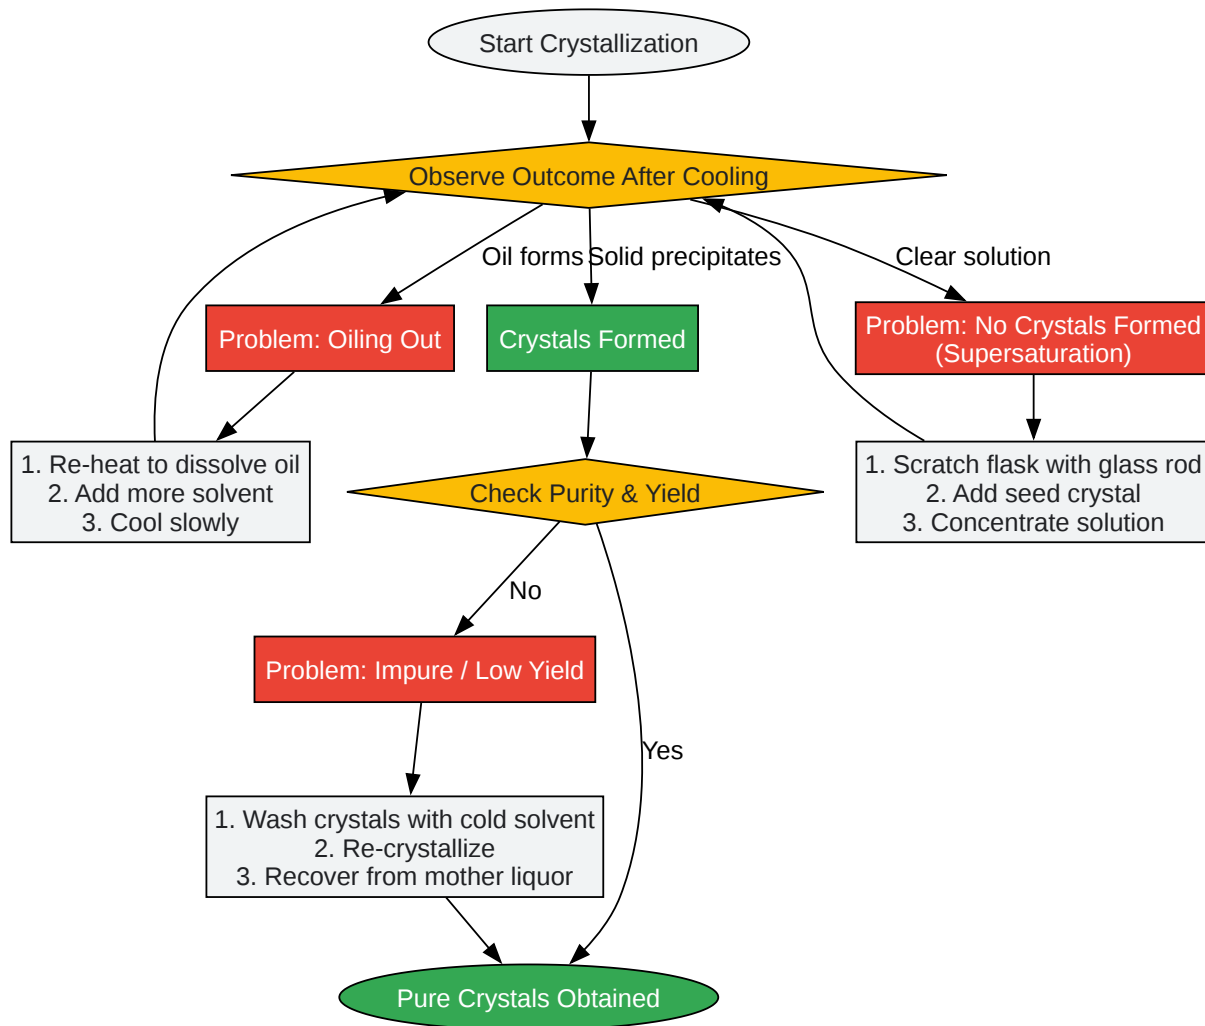 Start Crystallization
Observe Outcome After Cooling
Oil forms
Solid precipitates
Clear solution
Problem: Oiling Out
Crystals Formed
Problem: No Crystals Formed
(Supersaturation)
1. Re-heat to dissolve oil
2. Add more solvent
3. Cool slowly
Check Purity & Yield
1. Scratch flask with glass rod
2. Add seed crystal
3. Concentrate solution
No
Problem: Impure / Low Yield
Yes
1. Wash crystals with cold solvent
2. Re-crystallize
3. Recover from mother liquor
Pure Crystals Obtained